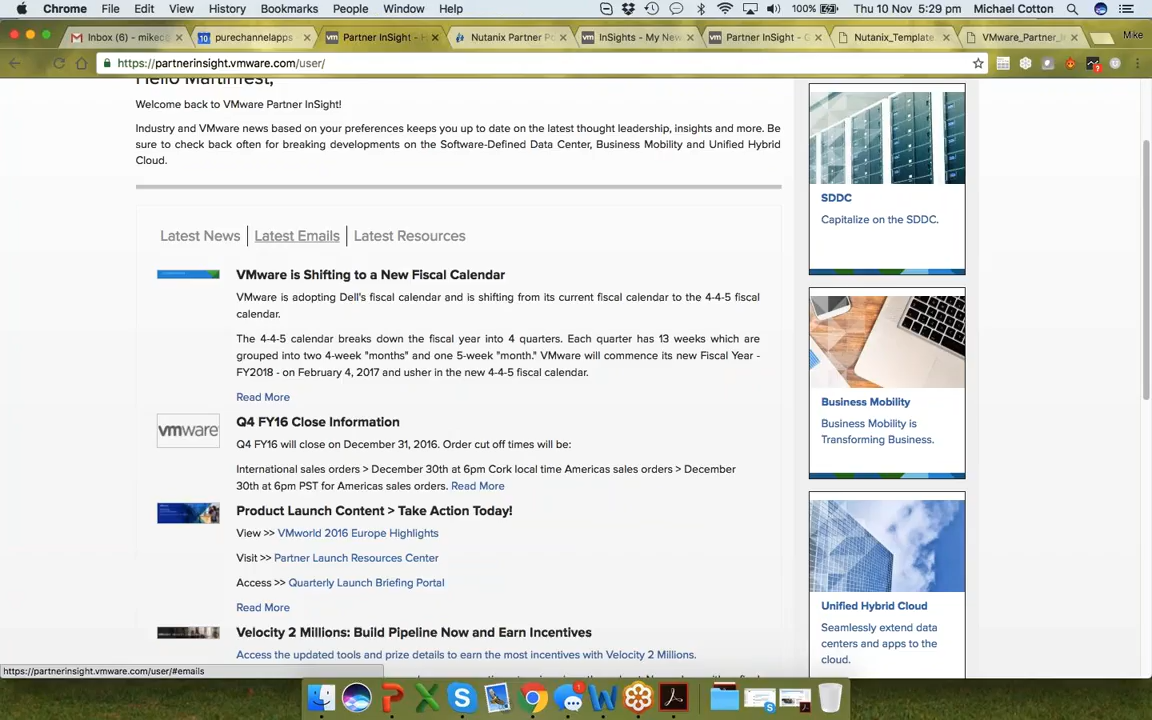 Chrome File Edit View History Bookmarks People Window Help 100% Thu 10 Nov 5:29 pm Michael Cotton
Inbox (6) - mikec
10 purechannelapps
vm Partner InSight - H
Nutanix Partner Po
vm InSights - My New
vm Partner InSight - C
Nutanix_Template.
VMware_Partner_I
Mike
https://partnerinsight.vmware.com/user/
Hello Martinfest,
Welcome back to VMware Partner InSight!
Industry and VMware news based on your preferences keeps you up to date on the latest thought leadership, insights and more. Be
sure to check back often for breaking developments on the Software-Defined Data Center, Business Mobility and Unified Hybrid
Cloud.
Latest News | Latest Emails | Latest Resources
VMware is Shifting to a New Fiscal Calendar
VMware is adopting Dell's fiscal calendar and is shifting from its current fiscal calendar to the 4-4-5 fiscal
calendar.
The 4-4-5 calendar breaks down the fiscal year into 4 quarters. Each quarter has 13 weeks which are
grouped into two 4-week "months" and one 5-week "month." VMware will commence its new Fiscal Year -
FY2018 - on February 4, 2017 and usher in the new 4-4-5 fiscal calendar.
Read More
vmware
Q4 FY16 Close Information
Q4 FY16 will close on December 31, 2016. Order cut off times will be:
International sales orders > December 30th at 6pm Cork local time Americas sales orders > December
30th at 6pm PST for Americas sales orders. Read More
Product Launch Content > Take Action Today!
View >> VMworld 2016 Europe Highlights
Visit >> Partner Launch Resources Center
Access >> Quarterly Launch Briefing Portal
Read More
Velocity 2 Millions: Build Pipeline Now and Earn Incentives
Access the updated tools and prize details to earn the most incentives with Velocity 2 Millions.
SDDC
Capitalize on the SDDC.
Business Mobility
Business Mobility is
Transforming Business.
Unified Hybrid Cloud
Seamlessly extend data
centers and apps to the
cloud.
https://partnerinsight.vmware.com/user/#emails